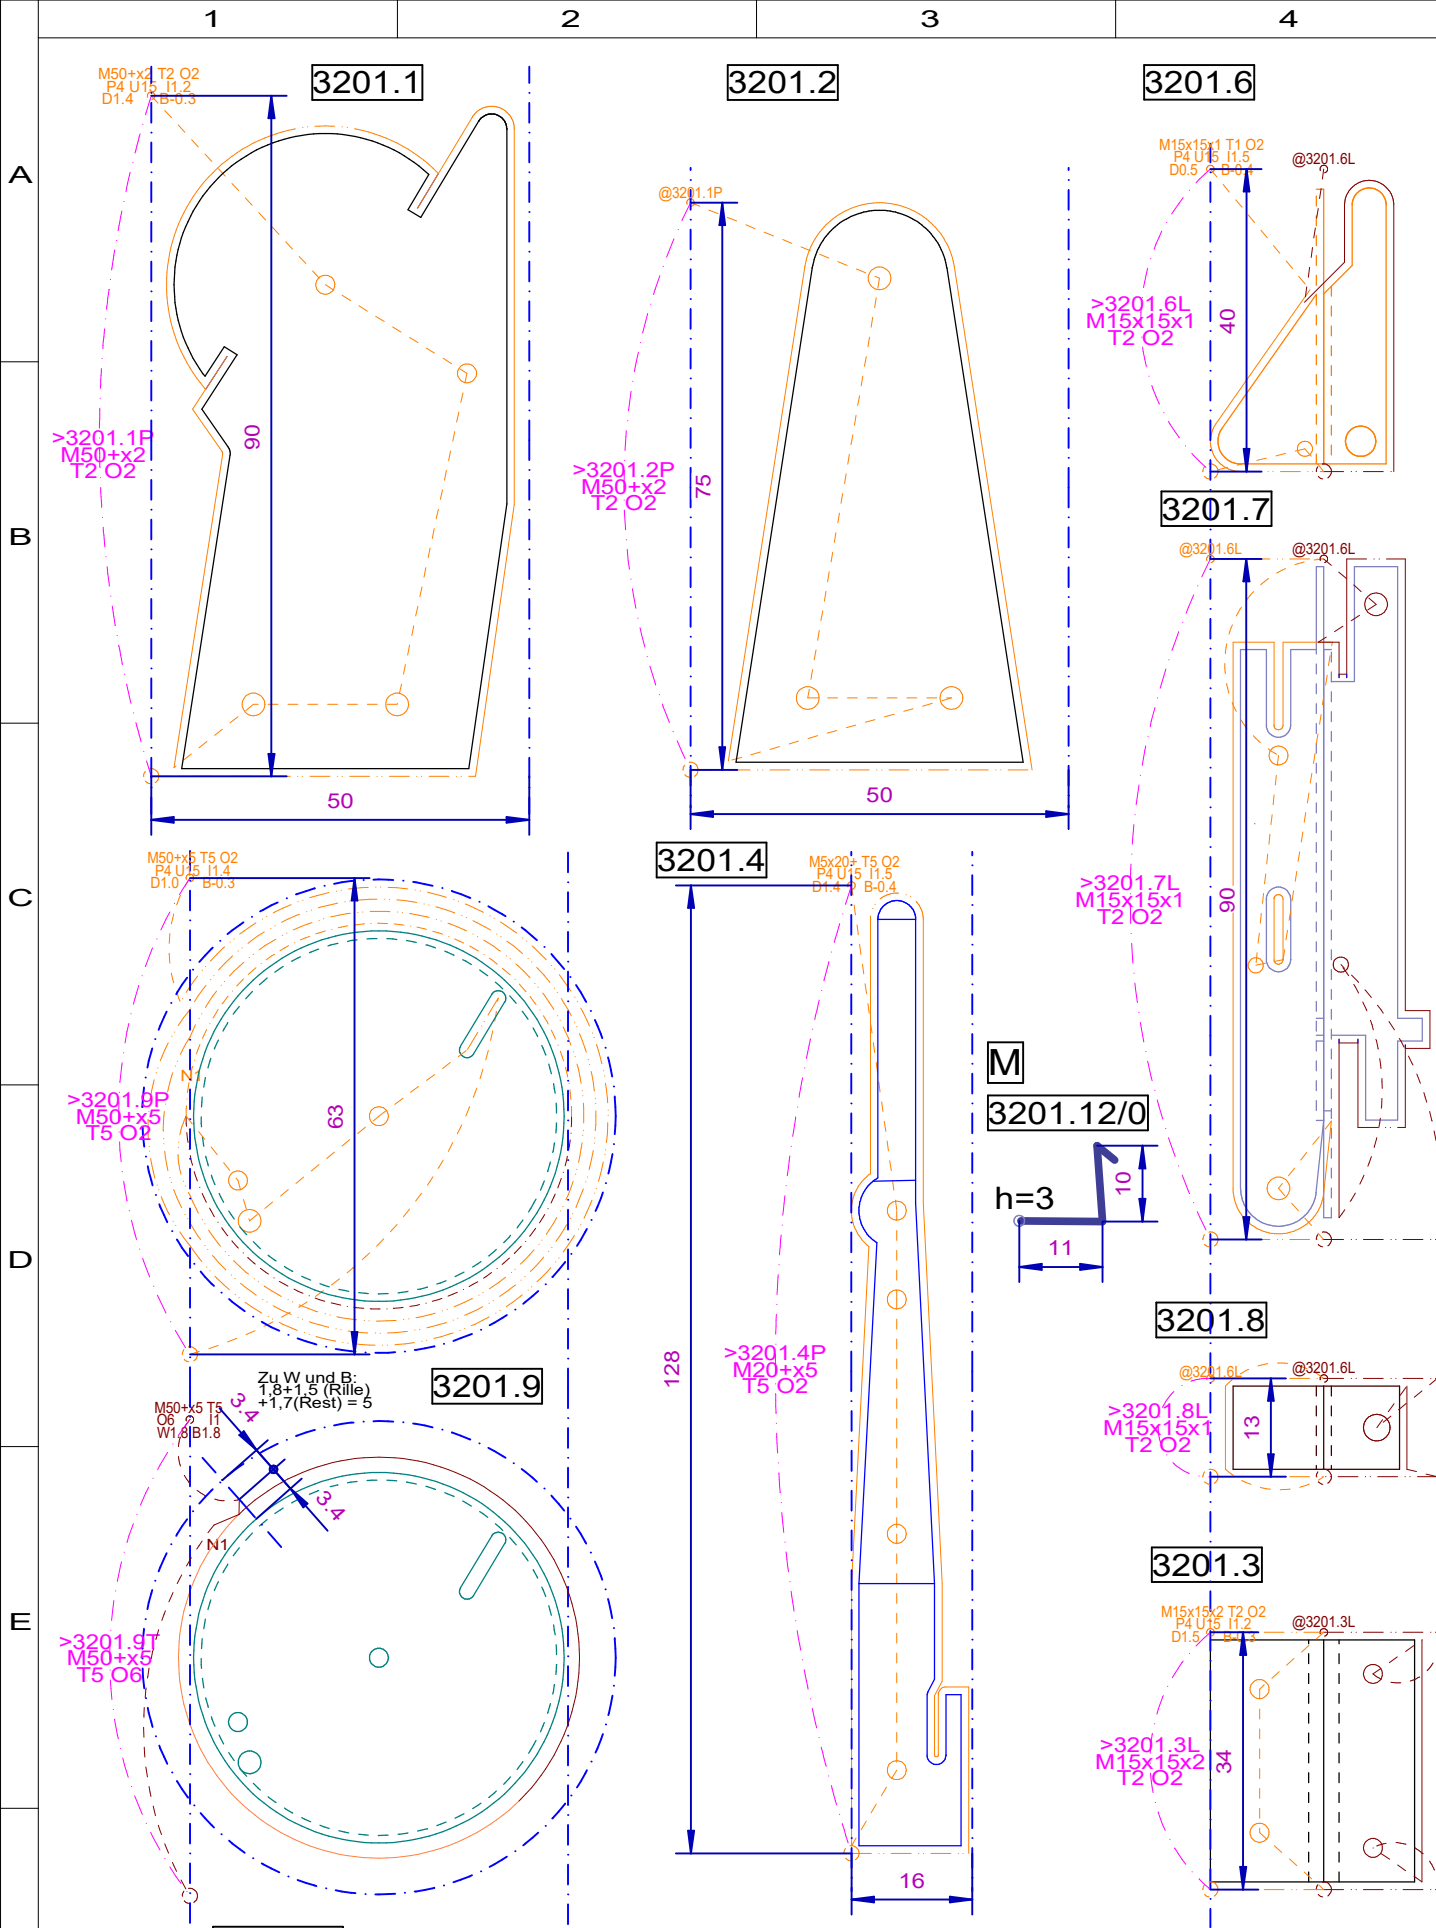 1
2
3
4
A
B
C
D
E
3201.1
M50+x2 T2 O2
P4 U15 I1.2
D1.4 B-0.3
>3201.1P
M50+x2
T2 O2
90
50
3201.2
@3201.1P
>3201.2P
M50+x2
T2 O2
75
50
3201.6
M15x15x1 T1 O2
P4 U15 I1.5
D0.5 B-0.4
@3201.6L
>3201.6L
M15x15x1
T2 O2
40
3201.7
@3201.6L
@3201.6L
>3201.7L
M15x15x1
T2 O2
90
M50+x5 T5 O2
P4 U25 I1.4
D1.0 B-0.3
N1
>3201.9P
M50+x5
T5 O2
63
3201.4
M5x20+ T5 O2
P4 U15 I1.5
D1.4 B-0.4
>3201.4P
M20+x5
T5 O2
128
16
M
3201.12/0
h=3
10
11
3201.8
@3201.6L
@3201.6L
>3201.8L
M15x15x1
T2 O2
13
3201.9
Zu W und B:
1,8+1,5 (Rille)
+1,7(Rest) = 5
M50+x5 T5
O6 I1
W1.8 B1.8
3.4
3.4
N1
>3201.9T
M50+x5
T5 O6
3201.3
M15x15x2 T2 O2
P4 U15 I1.2
D1.5 B-0.3
@3201.3L
>3201.3L
M15x15x2
T2 O2
34